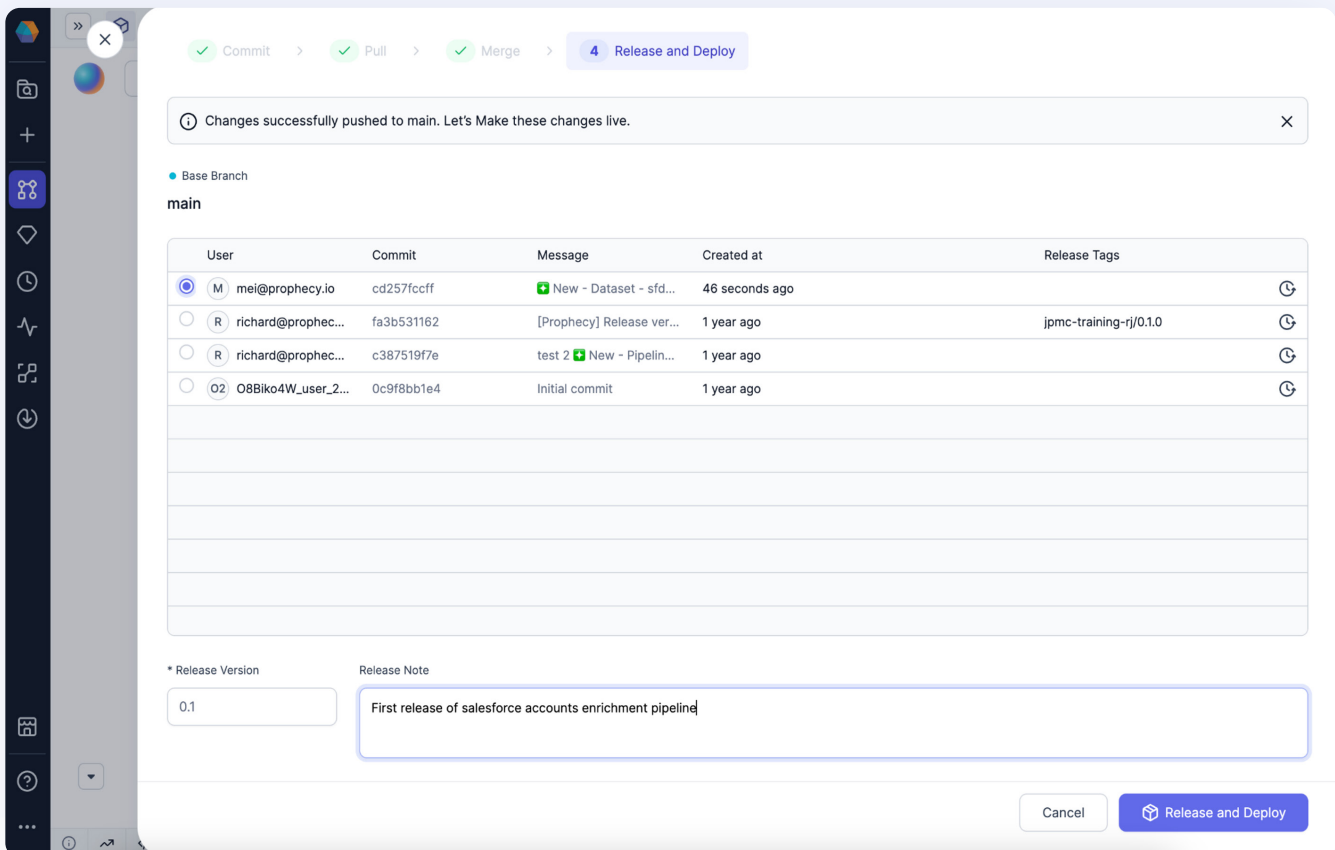 Commit > Pull > Merge > 4 Release and Deploy
Changes successfully pushed to main. Let's Make these changes live.
Base Branch
main
User Commit Message Created at Release Tags
M mei@prophecy.io cd257fccff New - Dataset - sfd... 46 seconds ago
R richard@prophec... fa3b531162 [Prophecy] Release ver... 1 year ago jpmc-training-rj/0.1.0
R richard@prophec... c387519f7e test 2 New - Pipelin... 1 year ago
O2 O8Biko4W_user_2... 0c9f8bb1e4 Initial commit 1 year ago
* Release Version Release Note
0.1 First release of salesforce accounts enrichment pipeline
Cancel Release and Deploy